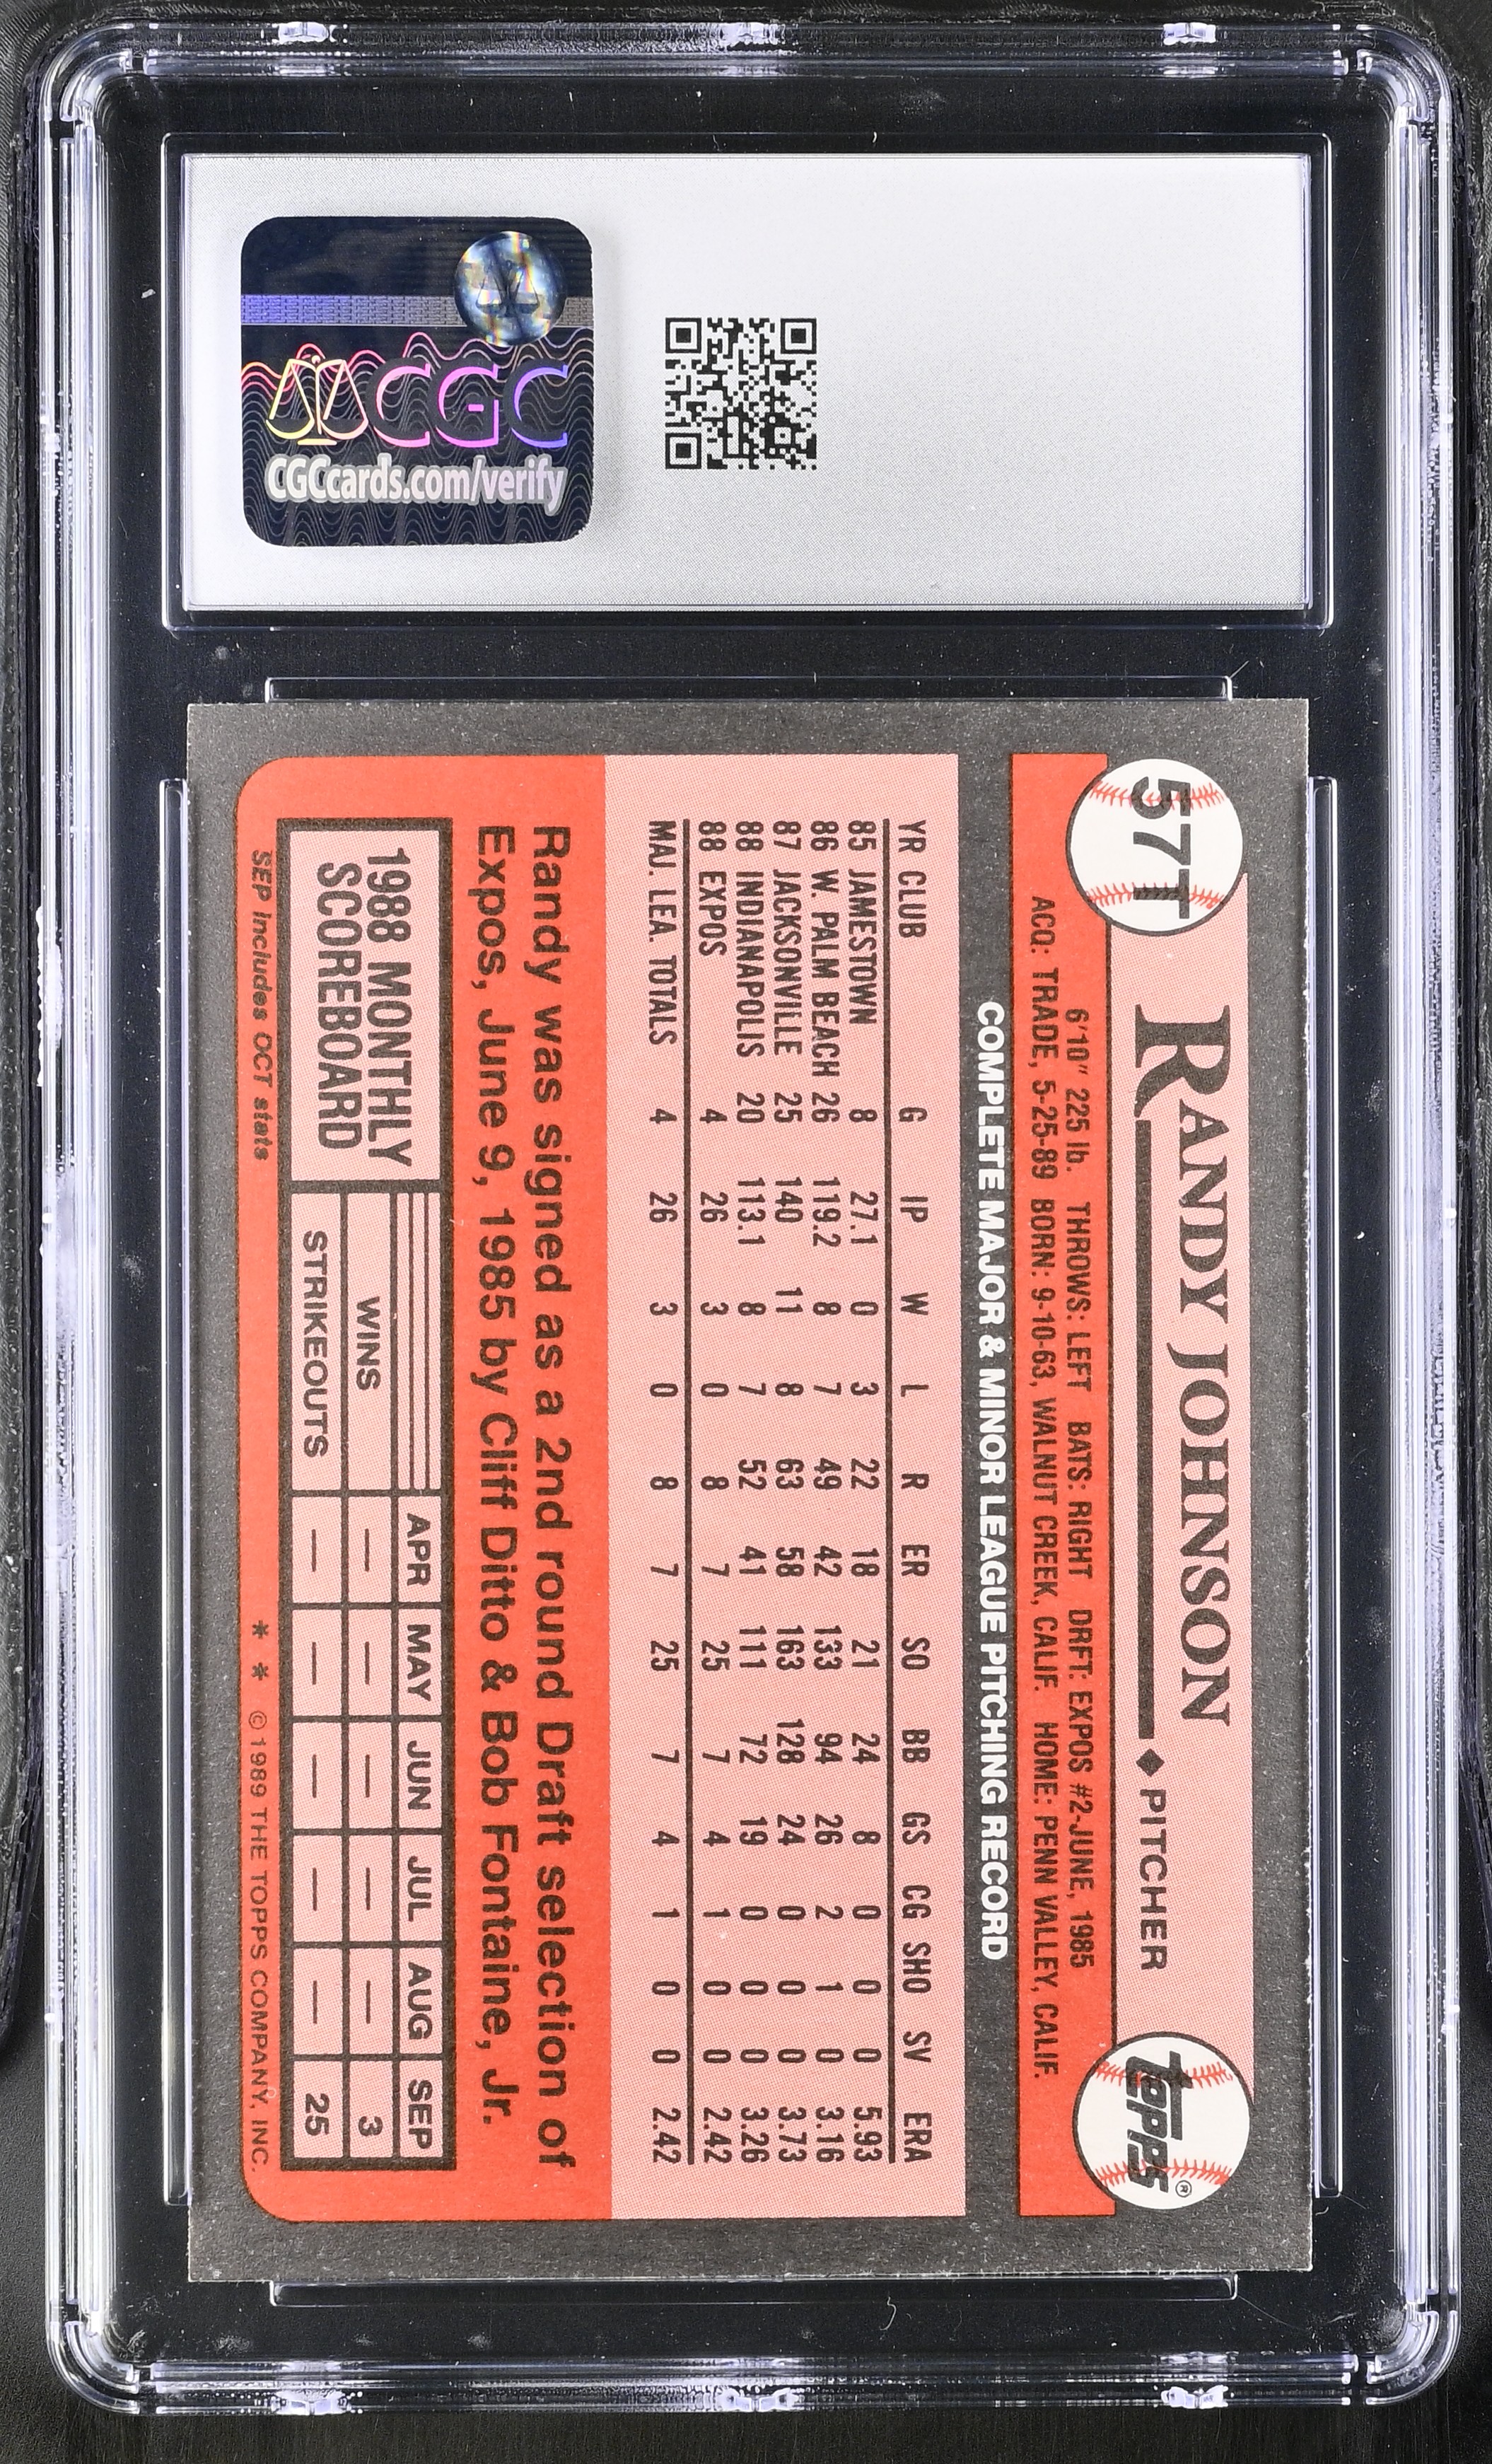 CGC
CGCcards.com/verify
57T
RANDY JOHNSON
◆ PITCHER
topps®
6'10" 225 lb. THROWS: LEFT BATS: RIGHT DRFT: EXPOS #2-JUNE, 1985
ACQ: TRADE, 5-25-89 BORN: 9-10-63, WALNUT CREEK, CALIF. HOME: PENN VALLEY, CALIF.
COMPLETE MAJOR & MINOR LEAGUE PITCHING RECORD
YR CLUB G IP W L R ER SO BB GS CG SHO SV ERA
85 JAMESTOWN 8 27.1 0 3 22 18 21 24 8 0 0 0 5.93
86 W. PALM BEACH 26 119.2 8 7 49 42 133 94 26 2 1 0 3.16
87 JACKSONVILLE 25 140 11 8 63 58 163 128 24 0 0 0 3.73
88 INDIANAPOLIS 20 113.1 8 7 52 41 111 72 19 0 0 0 3.26
88 EXPOS 4 26 3 0 8 7 25 7 4 1 0 0 2.42
MAJ. LEA. TOTALS 4 26 3 0 8 7 25 7 4 1 0 0 2.42
Randy was signed as a 2nd round Draft selection of
Expos, June 9, 1985 by Cliff Ditto & Bob Fontaine, Jr.
1988 MONTHLY
SCOREBOARD
APR MAY JUN JUL AUG SEP
WINS — — — — — 3
STRIKEOUTS — — — — — 25
SEP includes OCT stats
* * © 1989 THE TOPPS COMPANY, INC.